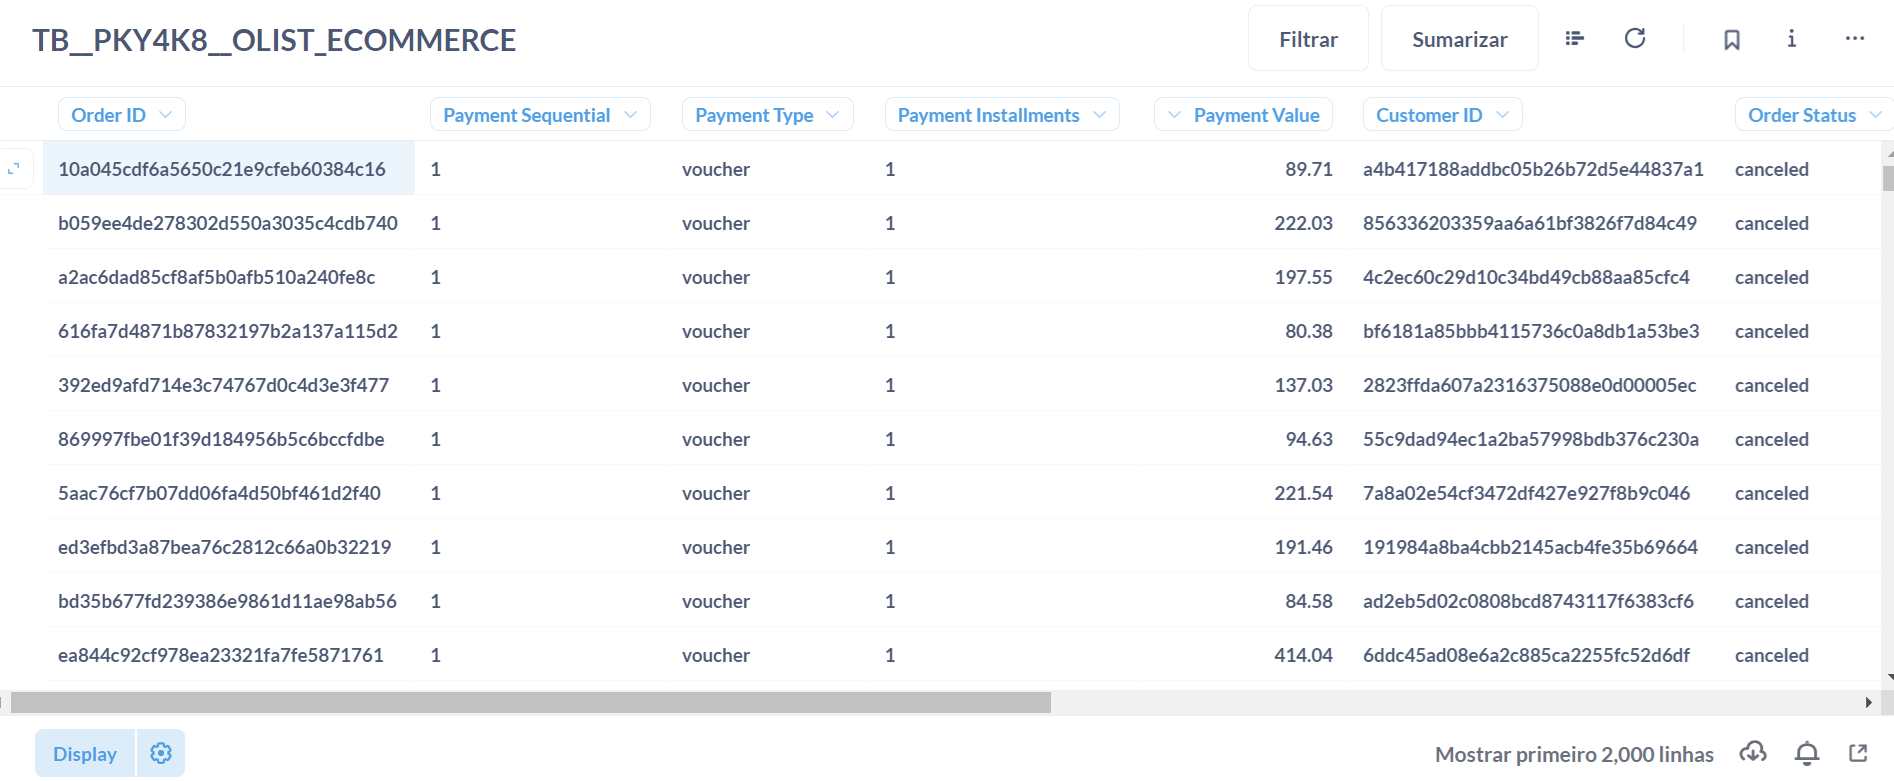 TB__PKY4K8__OLIST_ECOMMERCE Filtrar Sumarizar
Order ID Payment Sequential Payment Type Payment Installments Payment Value Customer ID Order Status
10a045cdf6a5650c21e9cfeb60384c16 1 voucher 1 89.71 a4b417188addbc05b26b72d5e44837a1 canceled
b059ee4de278302d550a3035c4cdb740 1 voucher 1 222.03 856336203359aa6a61bf3826f7d84c49 canceled
a2ac6dad85cf8af5b0afb510a240fe8c 1 voucher 1 197.55 4c2ec60c29d10c34bd49cb88aa85cfc4 canceled
616fa7d4871b87832197b2a137a115d2 1 voucher 1 80.38 bf6181a85bbb4115736c0a8db1a53be3 canceled
392ed9afd714e3c74767d0c4d3e3f477 1 voucher 1 137.03 2823ffda607a2316375088e0d00005ec canceled
869997fbe01f39d184956b5c6bccfdbe 1 voucher 1 94.63 55c9dad94ec1a2ba57998bdb376c230a canceled
5aac76cf7b07dd06fa4d50bf461d2f40 1 voucher 1 221.54 7a8a02e54cf3472df427e927f8b9c046 canceled
ed3efbd3a87bea76c2812c66a0b32219 1 voucher 1 191.46 191984a8ba4cbb2145acb4fe35b69664 canceled
bd35b677fd239386e9861d11ae98ab56 1 voucher 1 84.58 ad2eb5d02c0808bcd8743117f6383cf6 canceled
ea844c92cf978ea23321fa7fe5871761 1 voucher 1 414.04 6ddc45ad08e6a2c885ca2255fc52d6df canceled
Display Mostrar primeiro 2,000 linhas